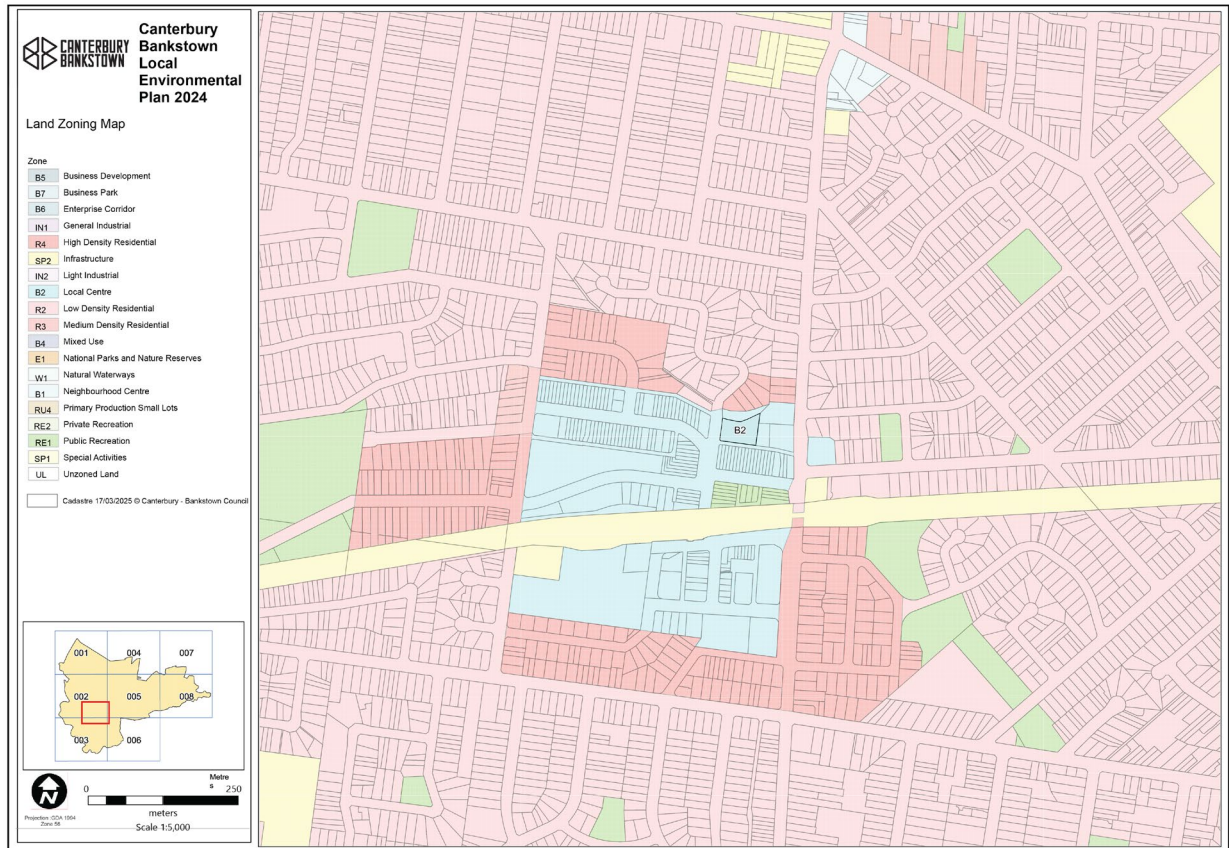 CANTERBURY
BANKSTOWN
Canterbury
Bankstown
Local
Environmental
Plan 2024
Land Zoning Map
Zone
B5 Business Development
B7 Business Park
B6 Enterprise Corridor
IN1 General Industrial
R4 High Density Residential
SP2 Infrastructure
IN2 Light Industrial
B2 Local Centre
R2 Low Density Residential
R3 Medium Density Residential
B4 Mixed Use
E1 National Parks and Nature Reserves
W1 Natural Waterways
B1 Neighbourhood Centre
RU4 Primary Production Small Lots
RE2 Private Recreation
RE1 Public Recreation
SP1 Special Activities
UL Unzoned Land
Cadastre 17/03/2025 © Canterbury - Bankstown Council
B2
001 004 007
002 005 008
003 006
N
Projection :GDA 1994
Zone 56
Metre
0 s 250
meters
Scale 1:5,000